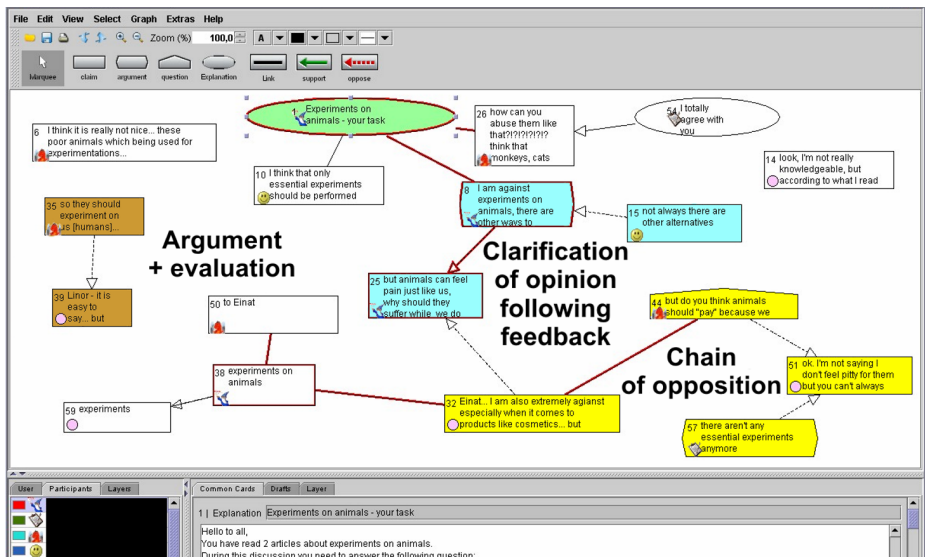 File Edit View Select Graph Extras Help
Zoom (%) 100,0 A
Marquee claim argument question Explanation Link support oppose
1 Experiments on
animals - your task
26 how can you
abuse them like
that?!?!?!?!?!?
think that
monkeys, cats
54 I totally
agree with
you
6 I think it is really not nice... these
poor animals which being used for
experimentations...
14 look, I'm not really
knowledgeable, but
according to what I read
10 I think that only
essential experiments
should be performed
8 I am against
experiments on
animals, there are
other ways to
35 so they should
experiment on
us [humans]...
15 not always there are
other alternatives
Argument
+ evaluation
Clarification
of opinion
following
feedback
25 but animals can feel
pain just like us,
why should they
suffer while we do
39 Linor - it is
easy to
say... but
50 to Einat
44 but do you think animals
should "pay" because we
Chain
of opposition
51 ok. I'm not saying I
don't feel pitty for them
but you can't always
38 experiments on
animals
59 experiments
32 Einat... I am also extremely agianst
especially when it comes to
products like cosmetics... but
57 there aren't any
essential experiments
anymore
User Participants Layers
Common Cards Drafts Layer
1 | Explanation Experiments on animals - your task
Hello to all,
You have read 2 articles about experiments on animals.
During this discussion you need to answer the following question: